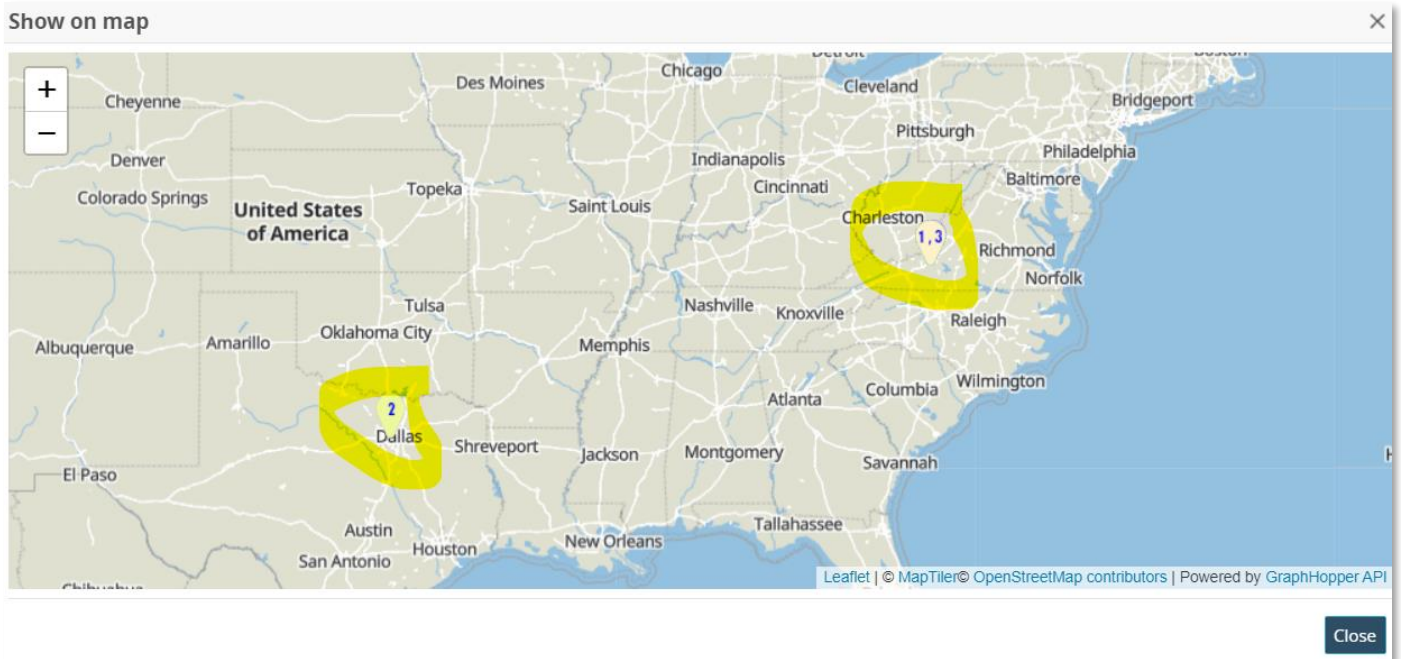 Show on map
×
+
−
Detroit
Boston
Chicago
Des Moines
Cleveland
Cheyenne
Bridgeport
Pittsburgh
Philadelphia
Denver
Indianapolis
Baltimore
Cincinnati
Topeka
Colorado Springs
Saint Louis
United States
of America
Charleston
1,3
Richmond
Norfolk
Tulsa
Nashville
Knoxville
Raleigh
Oklahoma City
Albuquerque
Amarillo
Memphis
Wilmington
Columbia
Atlanta
2
Dallas
Shreveport
Jackson
Montgomery
Savannah
El Paso
Tallahassee
Austin
Houston
New Orleans
San Antonio
Chihuahua
Leaflet | © MapTiler© OpenStreetMap contributors | Powered by GraphHopper API
Close